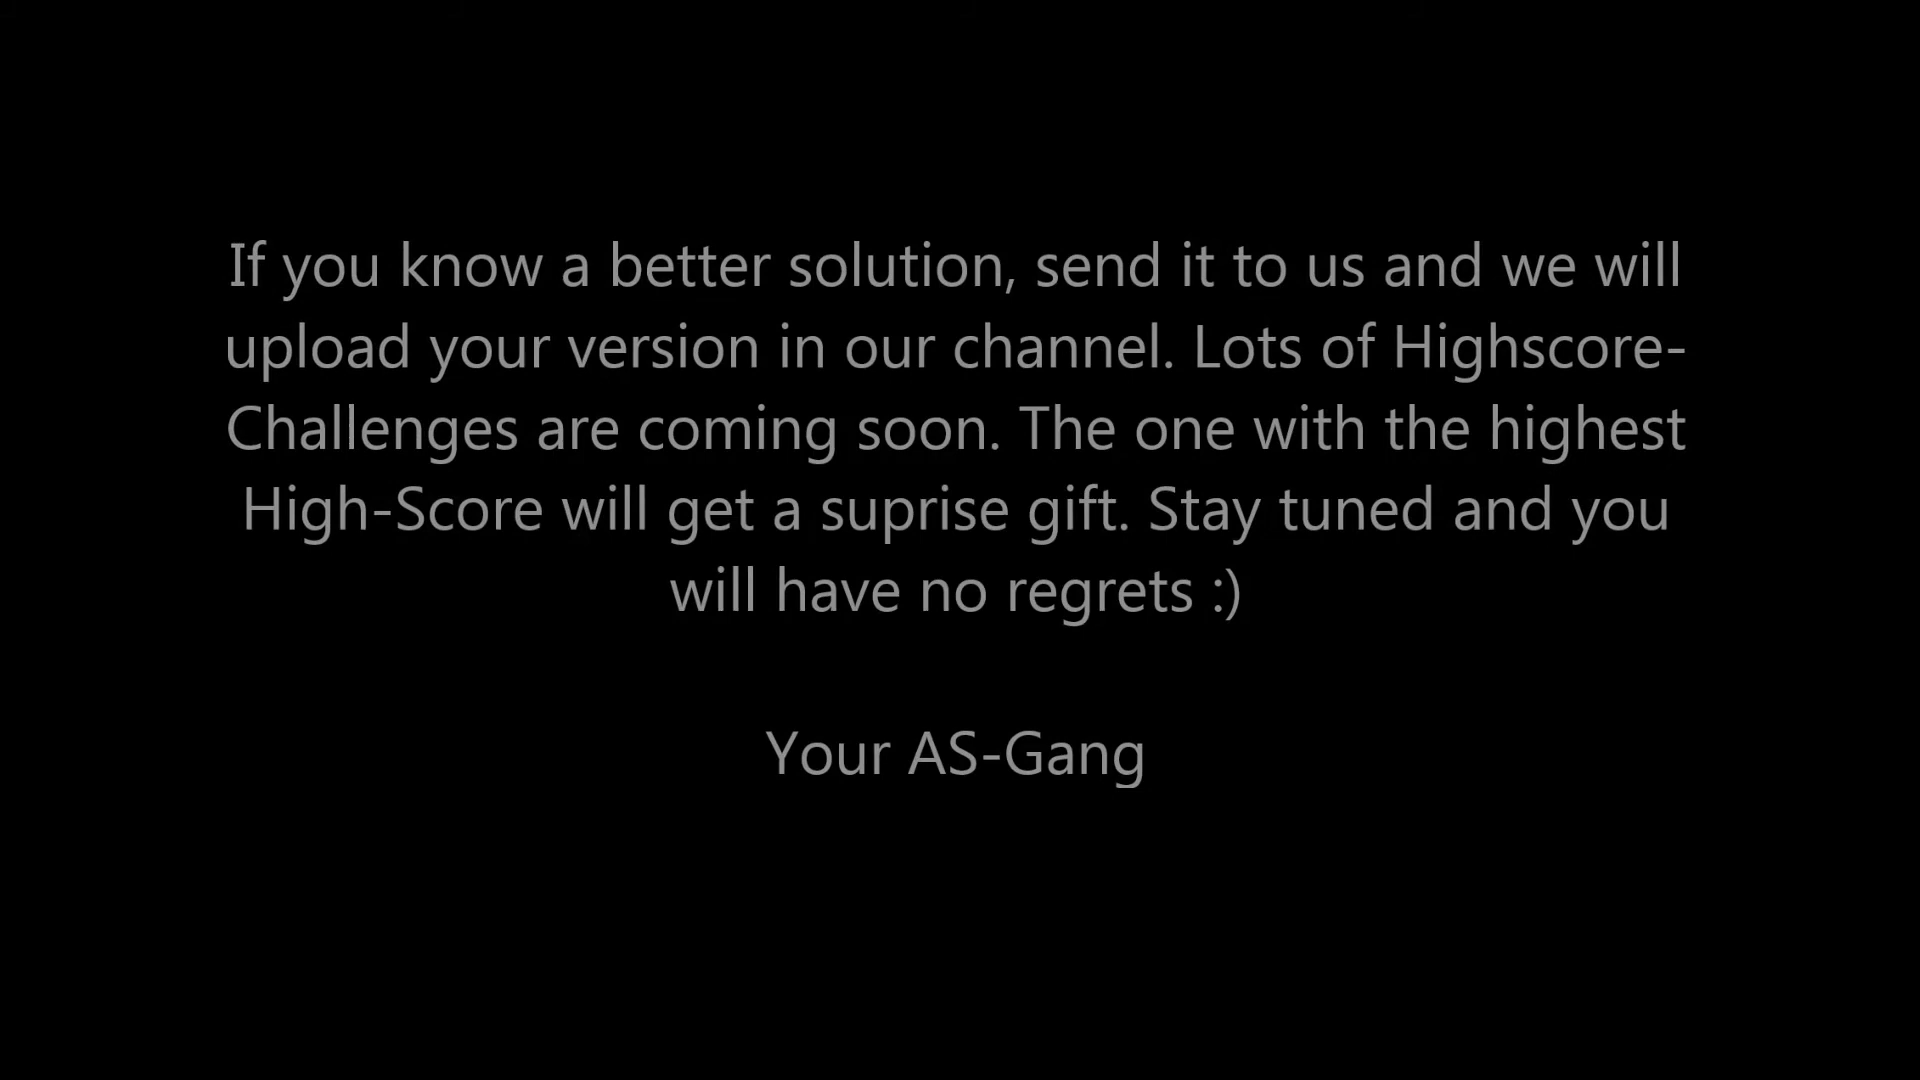 If you know a better solution, send it to us and we will
upload your version in our channel. Lots of Highscore-
Challenges are coming soon. The one with the highest
High-Score will get a suprise gift. Stay tuned and you
will have no regrets :)
Your AS-Gang